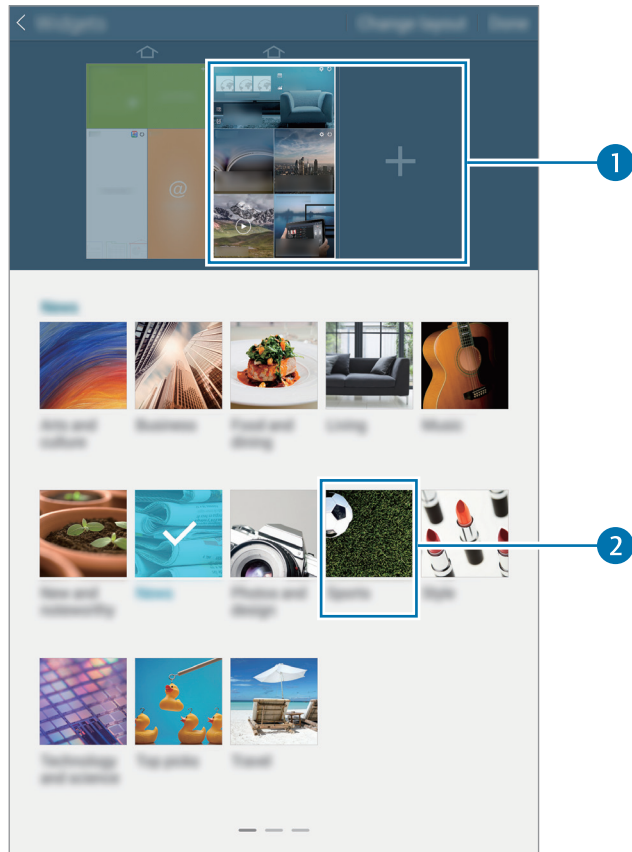 Widgets Change layout Done
@
1
News
Arts and
culture
Business
Food and
dining
Living
Music
2
New and
noteworthy
News
Photos and
design
Sports
Style
Technology
and science
Top picks
Travel